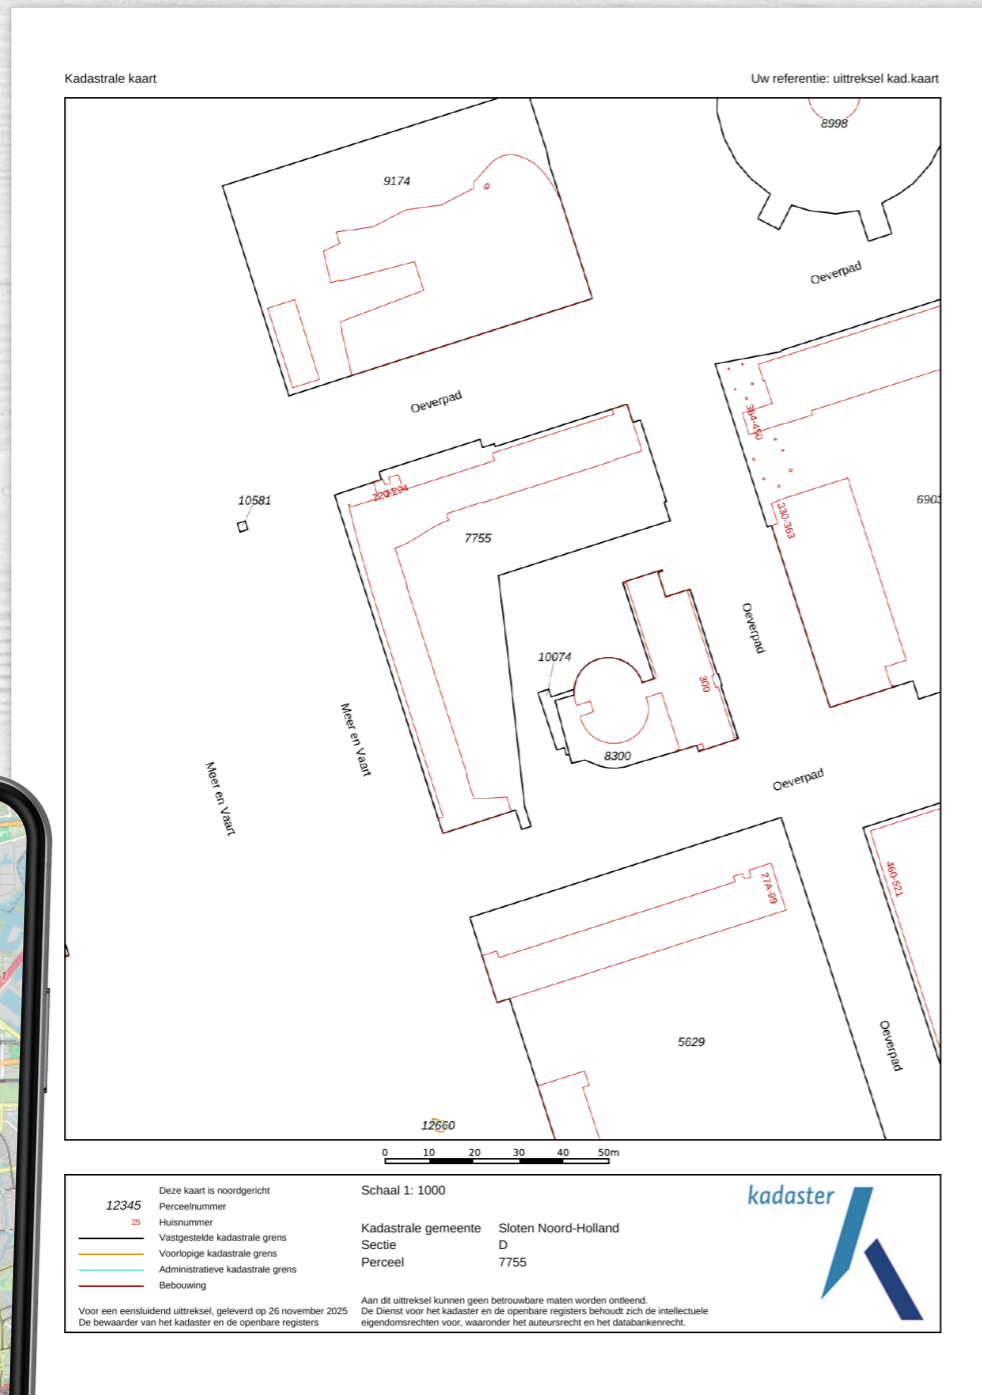 Kadastrale kaart
Uw referentie: uittreksel kad.kaart
8998
9174
9
Oeverpad
Oeverpad
364-450
10581
7755
6903
330-363
Oeverpad
10074
300
Meer en Vaart
8300
Meer en Vaart
Oeverpad
27A-99
460-521
1
5629
Oeverpad
12660
0 10 20 30 40 50m
Deze kaart is noordgericht
12345 Perceelnummer
25 Huisnummer
Vastgestelde kadastrale grens
Voorlopige kadastrale grens
Administratieve kadastrale grens
Bebouwing
Voor een eensluidend uittreksel, geleverd op 26 november 2025
De bewaarder van het kadaster en de openbare registers
Schaal 1: 1000
Kadastrale gemeente Sloten Noord-Holland
Sectie D
Perceel 7755
Aan dit uittreksel kunnen geen betrouwbare maten worden ontleend.
De Dienst voor het kadaster en de openbare registers behoudt zich de intellectuele
eigendomsrechten voor, waaronder het auteursrecht en het databankenrecht.
kadaster